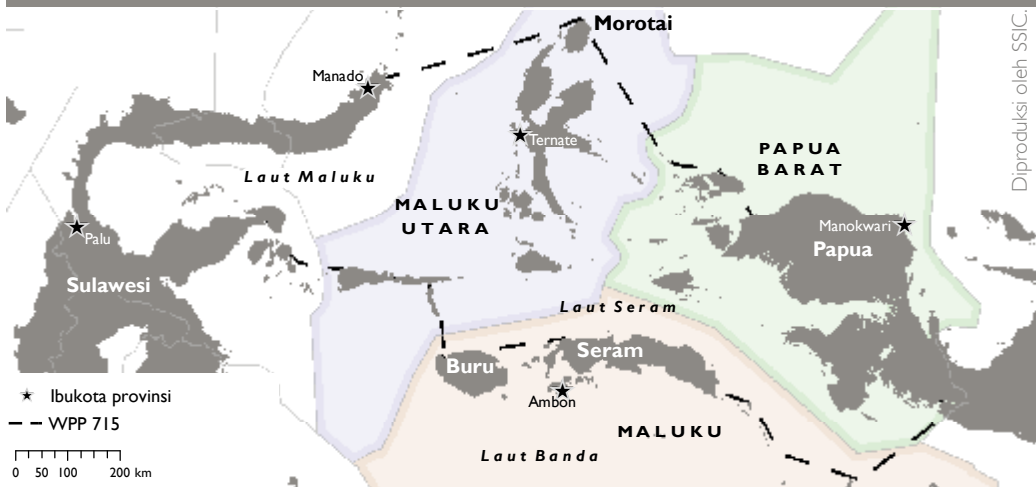 Morotai
Manado
Ternate
Laut Maluku
PAPUA
BARAT
MALUKU
UTARA
Manokwari
Palu
Papua
Sulawesi
Laut Seram
Seram
Buru
Ibukota provinsi
Ambon
WPP 715
MALUKU
Laut Banda
0 50 100 200 km
Diproduksi oleh SSIC.